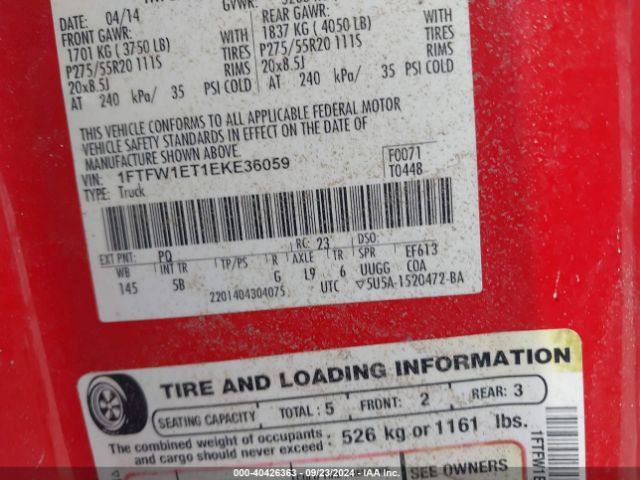 GVWR:
DATE: 04/14
FRONT GAWR:
1701 KG ( 3750 LB)
P275/55R20 111S
20x8.5J
AT 240 kPa/ 35 PSI COLD
WITH
TIRES
RIMS
REAR GAWR:
1837 KG ( 4050 LB)
P275/55R20 111S
20x8.5J
AT 240 kPa/ 35 PSI COLD
WITH
TIRES
RIMS
THIS VEHICLE CONFORMS TO ALL APPLICABLE FEDERAL MOTOR
VEHICLE SAFETY STANDARDS IN EFFECT ON THE DATE OF
MANUFACTURE SHOWN ABOVE.
VIN: 1FTFW1ET1EKE36059
TYPE: Truck
F0071
T0448
EXT PNT: PQ RC: 23 DSO:
WB INT TR TP/PS R AXLE TR SPR EF613
145 5B G L9 6 UUGG COA
2201404304075 UTC ▽5U5A-1520472-BA
TIRE AND LOADING INFORMATION
SEATING CAPACITY TOTAL : 5 FRONT: 2 REAR: 3
The combined weight of occupants
and cargo should never exceed : 526 kg or 1161 lbs.
SEE OWNERS
1FTFW1E
000-40426363 - 09/23/2024 -